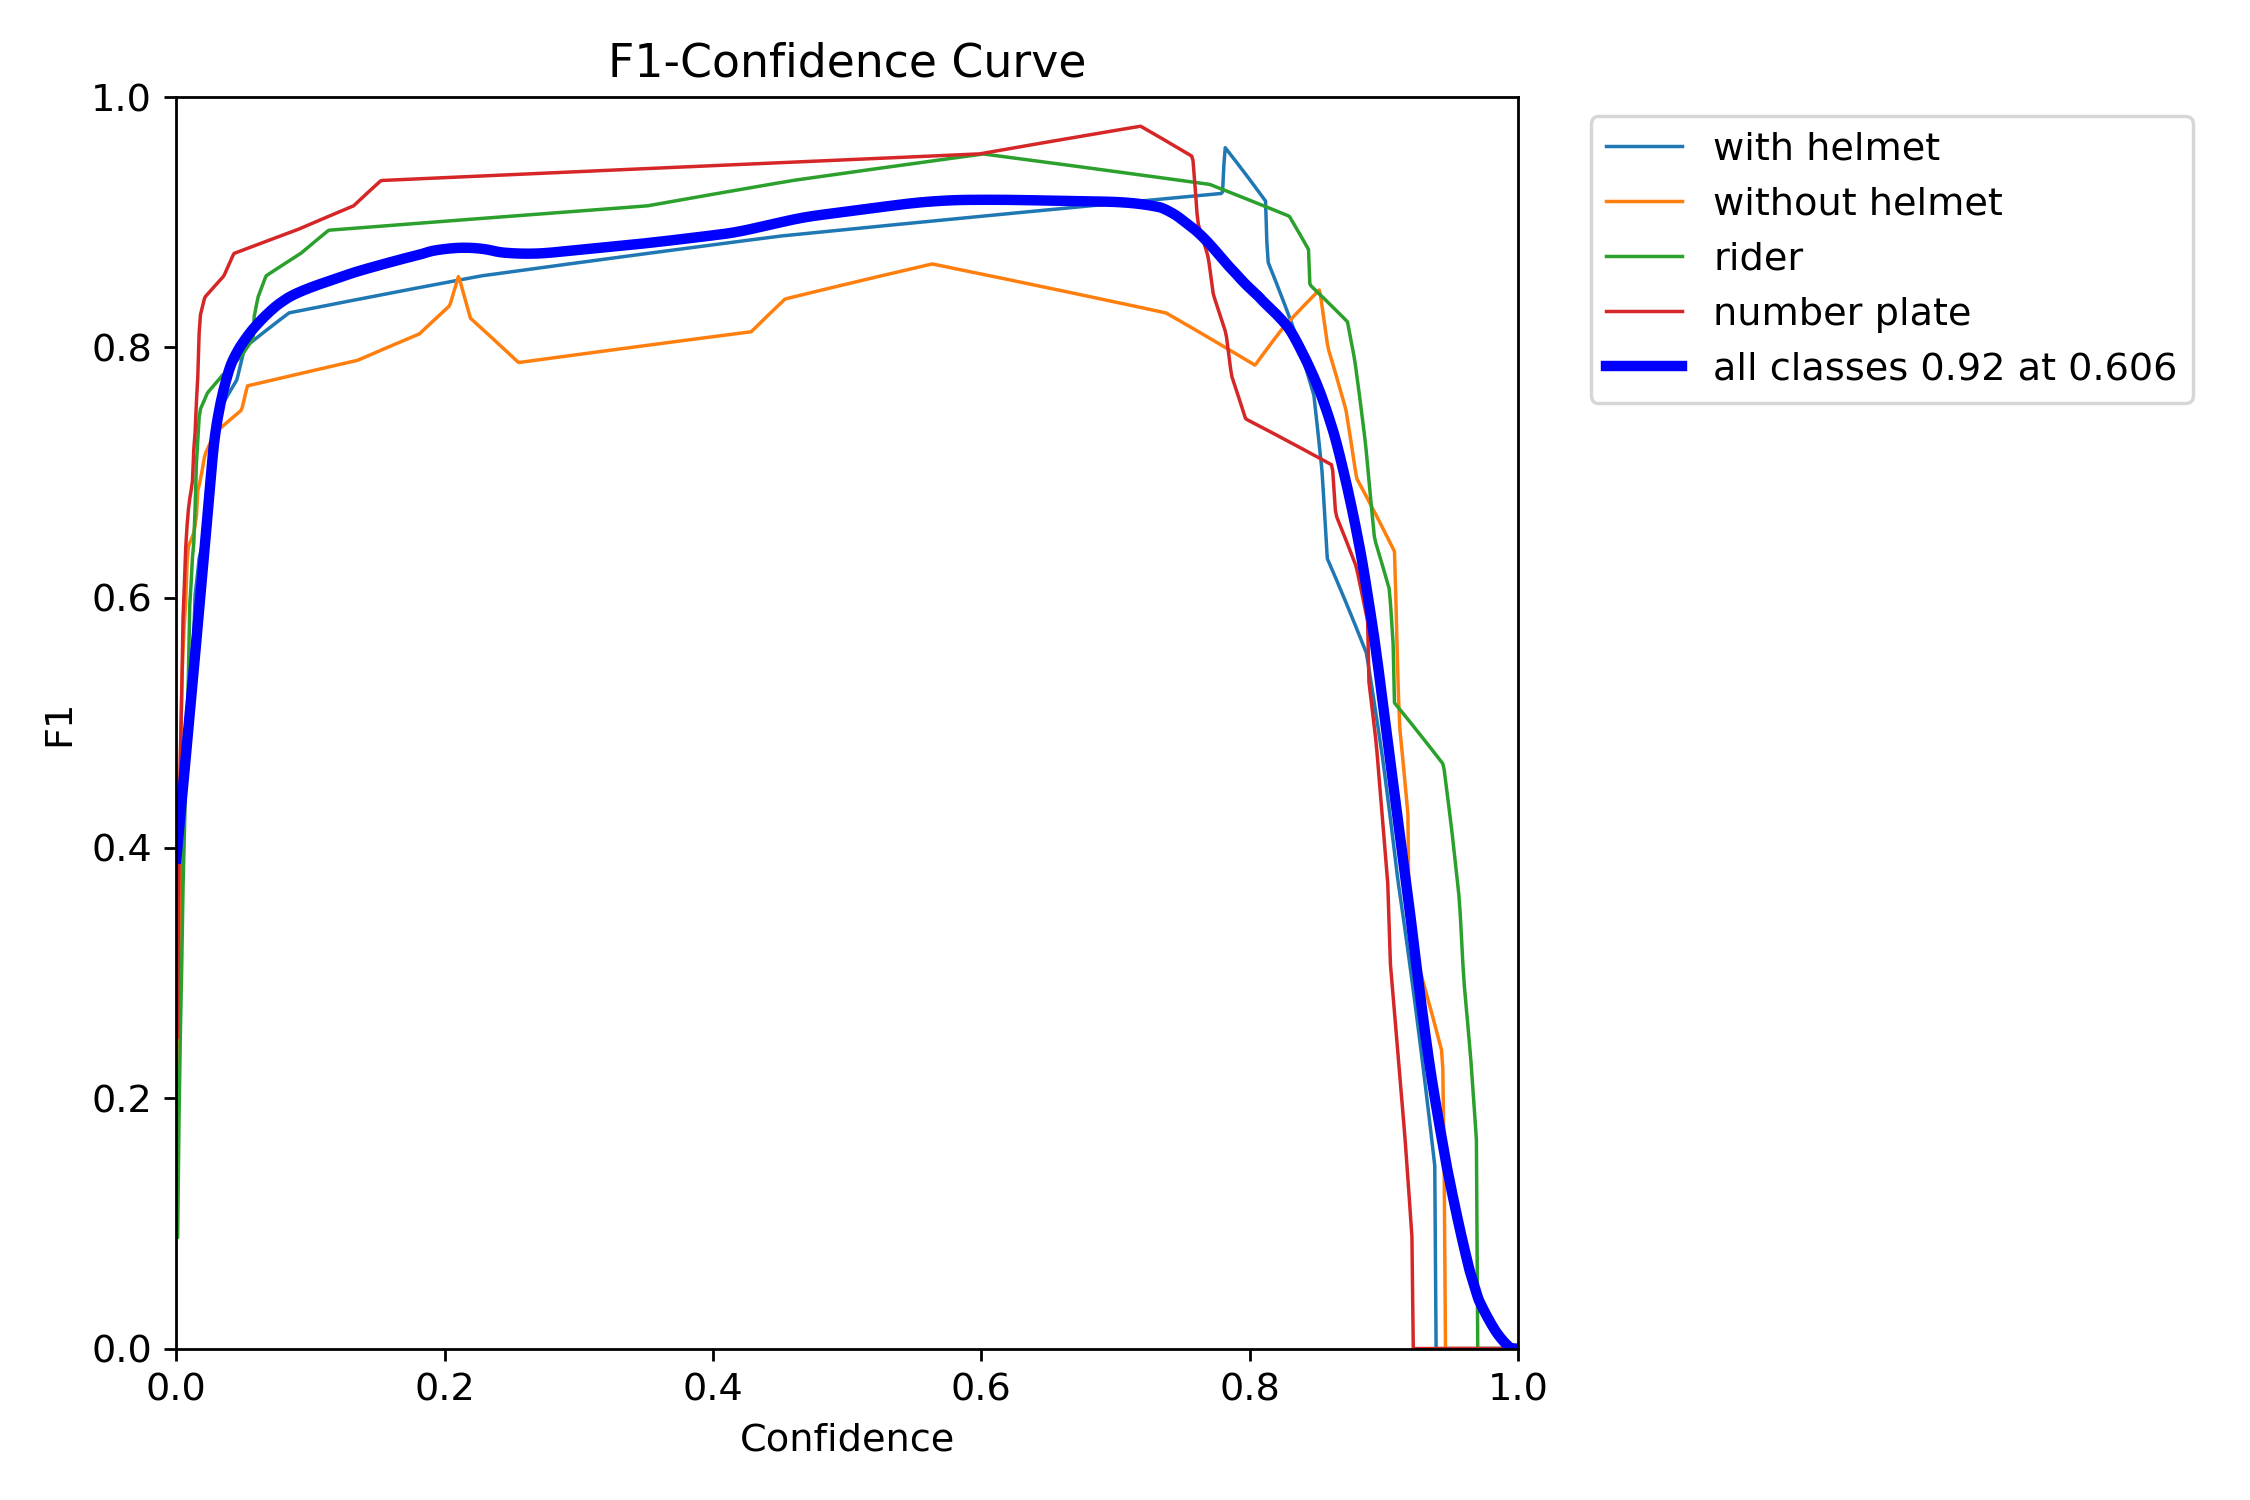 F1-Confidence Curve
1.0
0.8
0.6
0.4
0.2
0.0
F1
0.0 0.2 0.4 0.6 0.8 1.0
Confidence
with helmet
without helmet
rider
number plate
all classes 0.92 at 0.606